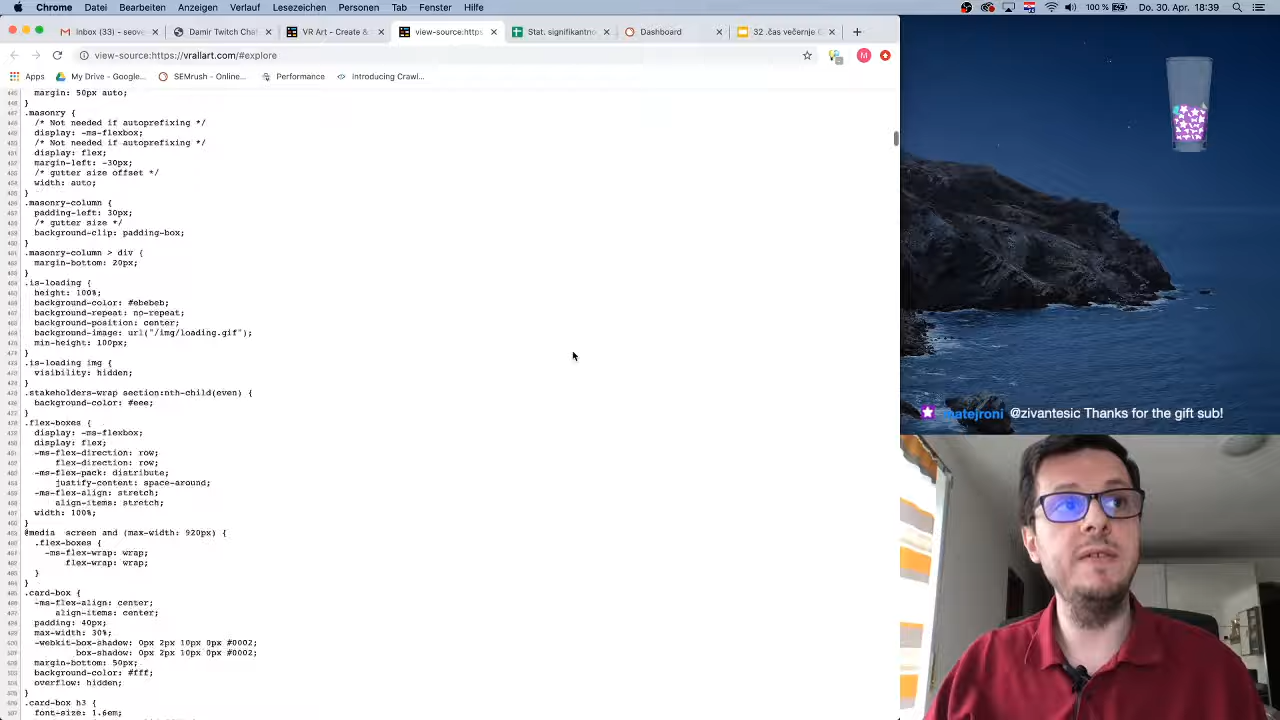 Chrome Datei Bearbeiten Anzeigen Verlauf Lesezeichen Personen Tab Fenster Hilfe 100 % Do. 30. Apr. 18:39
Inbox (33) - seove Damir Twitch Chat VR Art - Create & view-source:https Stat. signifikantno Dashboard 32 .čas večernje
view-source:https://vrallart.com/#explore
M
Apps My Drive - Google... SEMrush - Online... Performance Introducing Crawl...
margin: 50px auto;
}
.masonry {
/* Not needed if autoprefixing */
display: -ms-flexbox;
/* Not needed if autoprefixing */
display: flex;
margin-left: -30px;
/* gutter size offset */
width: auto;
}
.masonry-column {
padding-left: 30px;
/* gutter size */
background-clip: padding-box;
}
.masonry-column > div {
margin-bottom: 20px;
}
.is-loading {
height: 100%;
background-color: #ebebeb;
background-repeat: no-repeat;
background-position: center;
background-image: url("/img/loading.gif");
min-height: 100px;
}
.is-loading img {
visibility: hidden;
}
.stakeholders-wrap section:nth-child(even) {
background-color: #eee;
}
.flex-boxes {
display: -ms-flexbox;
display: flex;
-ms-flex-direction: row;
flex-direction: row;
-ms-flex-pack: distribute;
justify-content: space-around;
-ms-flex-align: stretch;
align-items: stretch;
width: 100%;
}
@media screen and (max-width: 920px) {
.flex-boxes {
-ms-flex-wrap: wrap;
flex-wrap: wrap;
}
}
.card-box {
-ms-flex-align: center;
align-items: center;
padding: 40px;
max-width: 30%;
-webkit-box-shadow: 0px 2px 10px 0px #0002;
box-shadow: 0px 2px 10px 0px #0002;
margin-bottom: 50px;
background-color: #fff;
overflow: hidden;
}
.card-box h3 {
font-size: 1.6em;
matejroni @zivantesic Thanks for the gift sub!